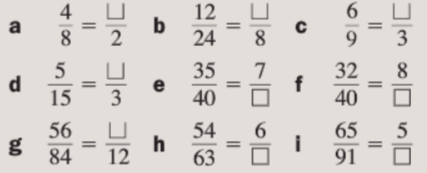 a 4/8 = □/2 b 12/24 = □/8 c 6/9 = □/3
d 5/15 = □/3 e 35/40 = 7/□ f 32/40 = 8/□
g 56/84 = □/12 h 54/63 = 6/□ i 65/91 = 5/□